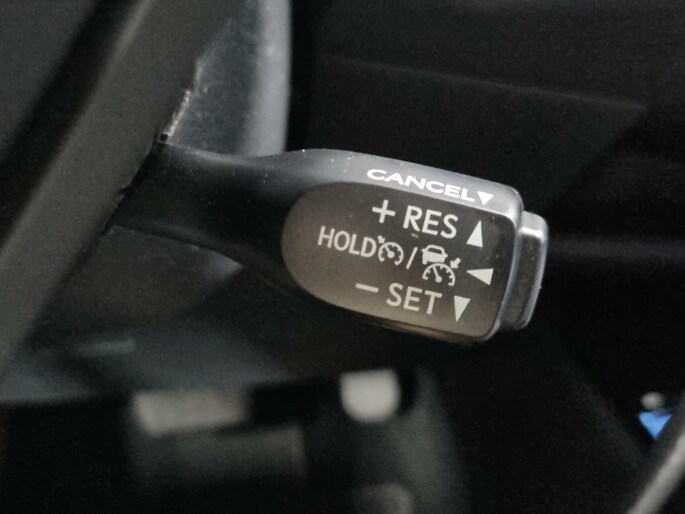 CANCEL▼
+ RES ▲
HOLD / ◀
− SET ▼